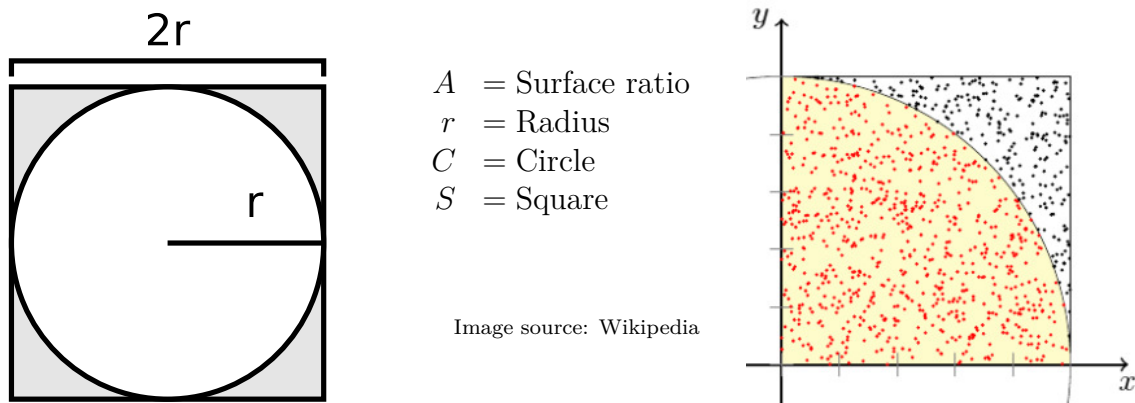 2r
r
A = Surface ratio
r = Radius
C = Circle
S = Square
Image source: Wikipedia
y
x